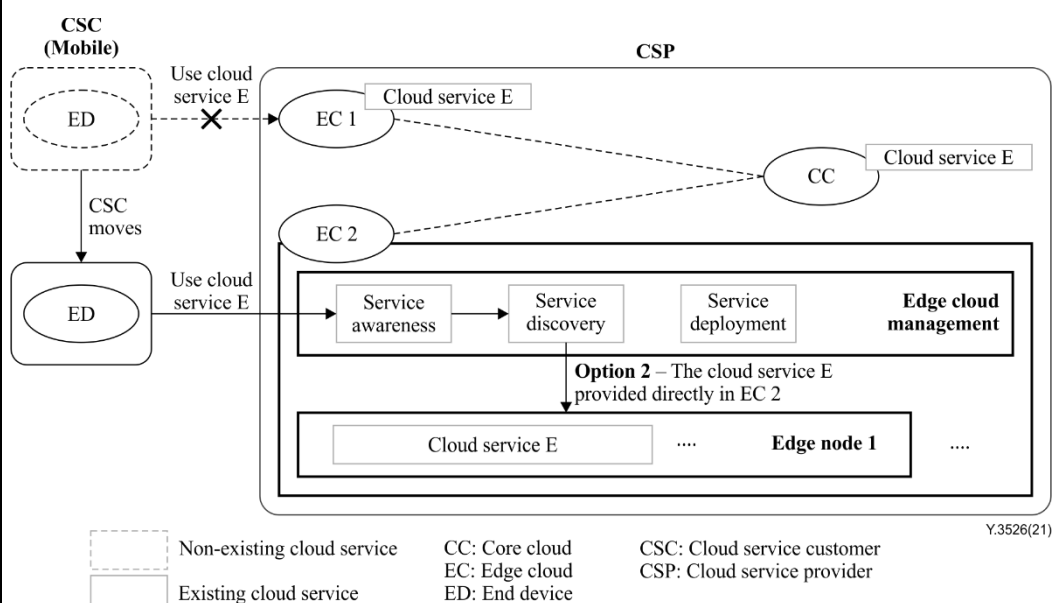 CSC
(Mobile)
CSP
Use cloud
service E
Cloud service E
ED
EC 1
Cloud service E
CC
CSC
moves
EC 2
Use cloud
service E
ED
Service
awareness
Service
discovery
Service
deployment
Edge cloud
management
Option 2 – The cloud service E
provided directly in EC 2
Cloud service E
....
Edge node 1
....
Y.3526(21)
Non-existing cloud service
CC: Core cloud
CSC: Cloud service customer
EC: Edge cloud
CSP: Cloud service provider
Existing cloud service
ED: End device